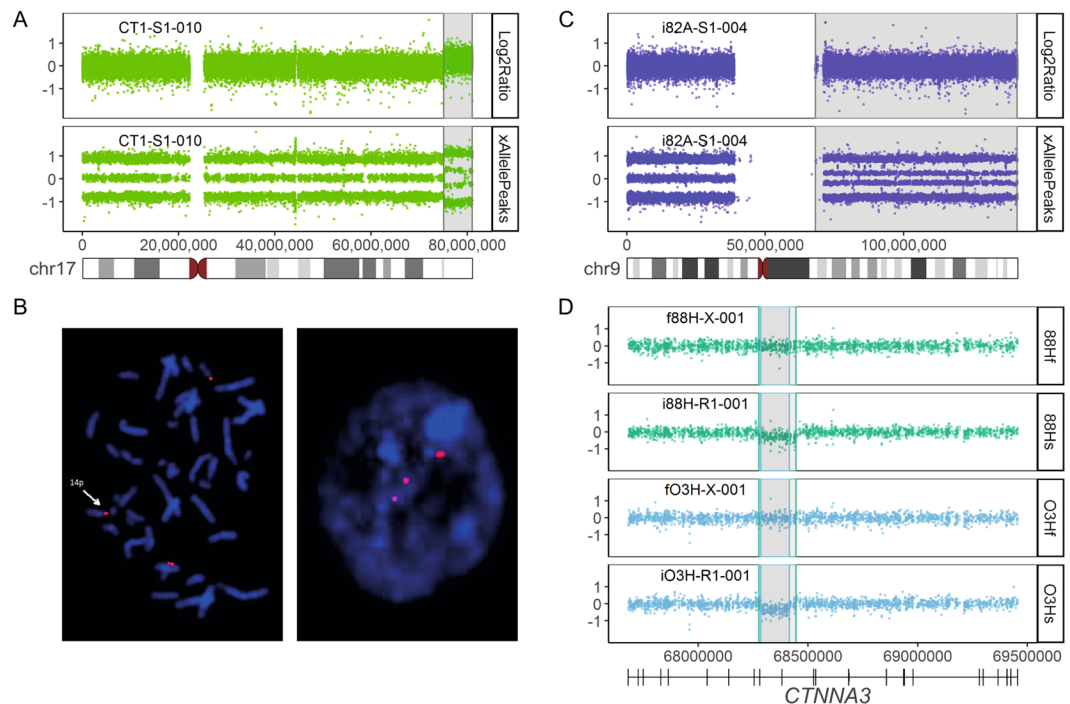 A
CT1-S1-010
1
0
-1
Log2Ratio
CT1-S1-010
1
0
-1
xAllelePeaks
0 20,000,000 40,000,000 60,000,000 80,000,000
chr17
B
14p
C
i82A-S1-004
1
0
-1
Log2Ratio
i82A-S1-004
1
0
-1
xAllelePeaks
0 50,000,000 100,000,000
chr9
D
f88H-X-001
1
0
-1
88Hf
i88H-R1-001
1
0
-1
88Hs
fO3H-X-001
1
0
-1
O3Hf
iO3H-R1-001
1
0
-1
O3Hs
68000000 68500000 69000000 69500000
CTNNA3